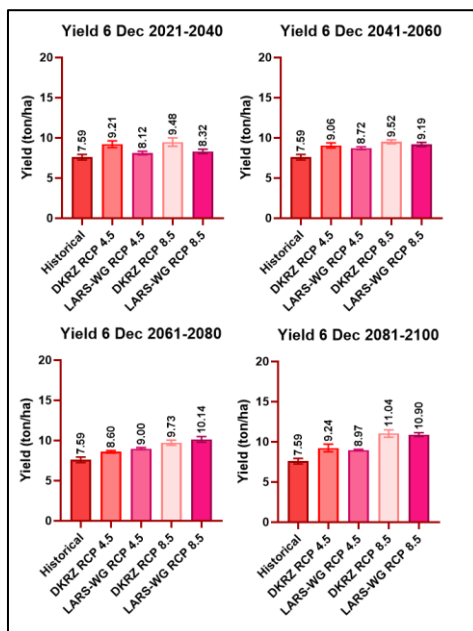 Yield 6 Dec 2021-2040
Yield (ton/ha)
20
15
10
5
0
7.59
9.21
8.12
9.48
8.32
Historical
DKRZ RCP 4.5
LARS-WG RCP 4.5
DKRZ RCP 8.5
LARS-WG RCP 8.5
Yield 6 Dec 2041-2060
Yield (ton/ha)
20
15
10
5
0
7.59
9.06
8.72
9.52
9.19
Historical
DKRZ RCP 4.5
LARS-WG RCP 4.5
DKRZ RCP 8.5
LARS-WG RCP 8.5
Yield 6 Dec 2061-2080
Yield (ton/ha)
20
15
10
5
0
7.59
8.60
9.00
9.73
10.14
Historical
DKRZ RCP 4.5
LARS-WG RCP 4.5
DKRZ RCP 8.5
LARS-WG RCP 8.5
Yield 6 Dec 2081-2100
Yield (ton/ha)
20
15
10
5
0
7.59
9.24
8.97
11.04
10.90
Historical
DKRZ RCP 4.5
LARS-WG RCP 4.5
DKRZ RCP 8.5
LARS-WG RCP 8.5